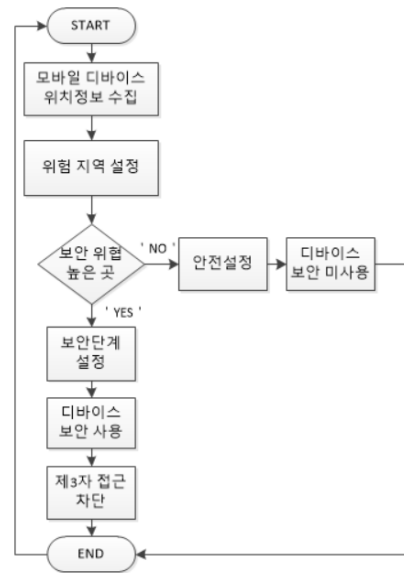 START
모바일 디바이스
위치정보 수집
위험 지역 설정
보안 위협
높은 곳
' NO '
안전설정
디바이스
보안 미사용
' YES '
보안단계
설정
디바이스
보안 사용
제3자 접근
차단
END